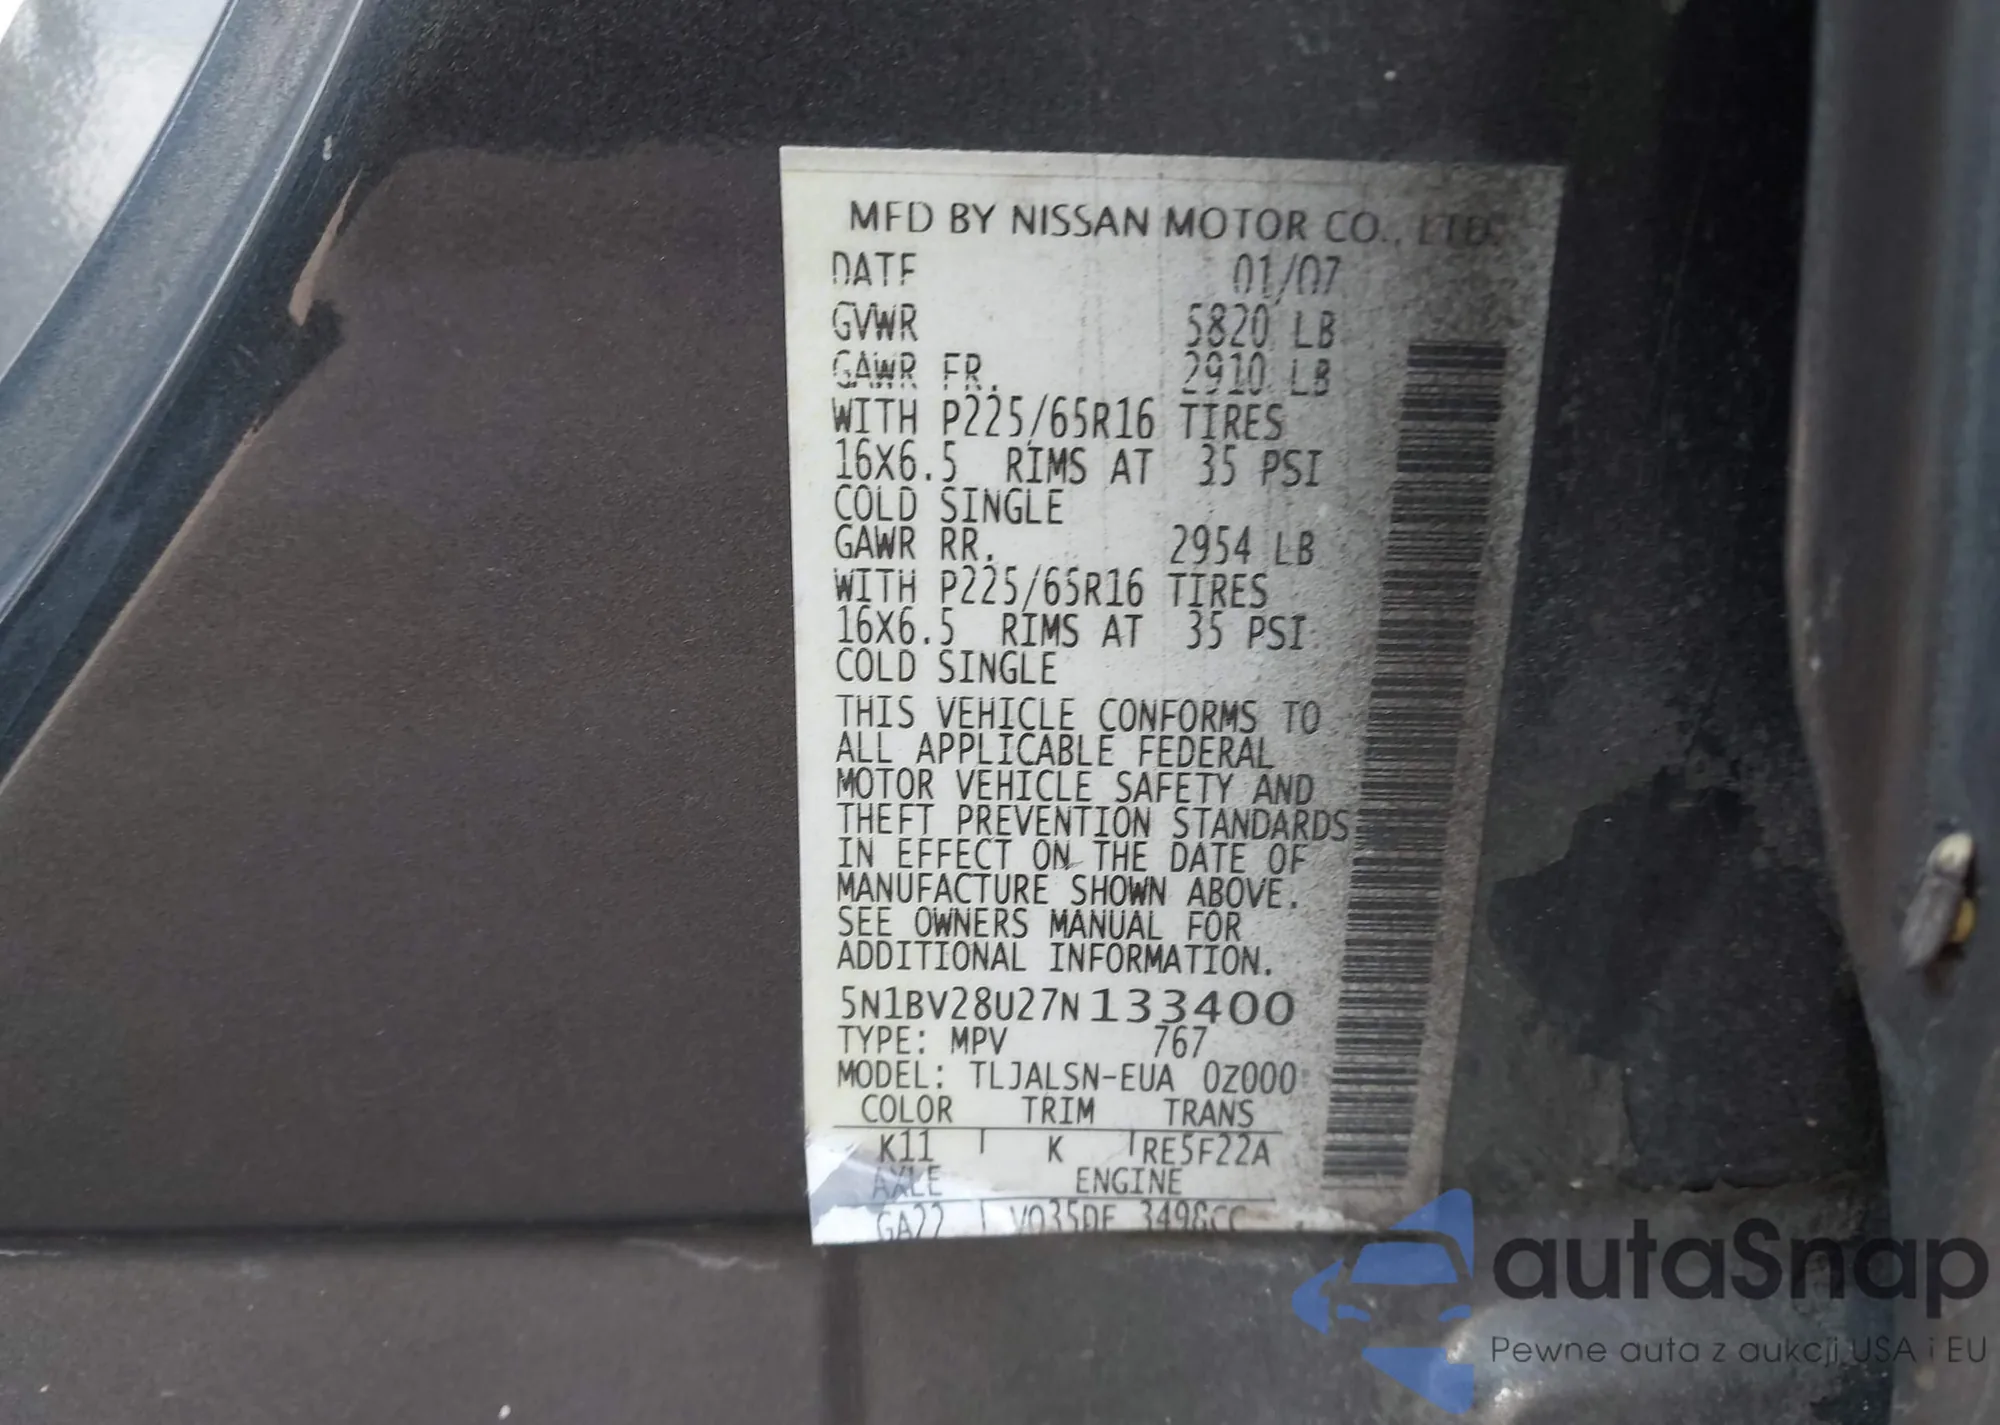 MFD BY NISSAN MOTOR CO., LTD.
DATE 01/07
GVWR 5820 LB
GAWR FR. 2910 LB
WITH P225/65R16 TIRES
16X6.5 RIMS AT 35 PSI
COLD SINGLE
GAWR RR. 2954 LB
WITH P225/65R16 TIRES
16X6.5 RIMS AT 35 PSI
COLD SINGLE
THIS VEHICLE CONFORMS TO
ALL APPLICABLE FEDERAL
MOTOR VEHICLE SAFETY AND
THEFT PREVENTION STANDARDS
IN EFFECT ON THE DATE OF
MANUFACTURE SHOWN ABOVE.
SEE OWNERS MANUAL FOR
ADDITIONAL INFORMATION.
5N1BV28U27N133400
TYPE: MPV 767
MODEL: TLJALSN-EUA 0Z000
COLOR TRIM TRANS
K11 K RE5F22A
AXLE ENGINE
GA22 VQ35DE 3498CC
autaSnap
Pewne auta z aukcji USA i EU